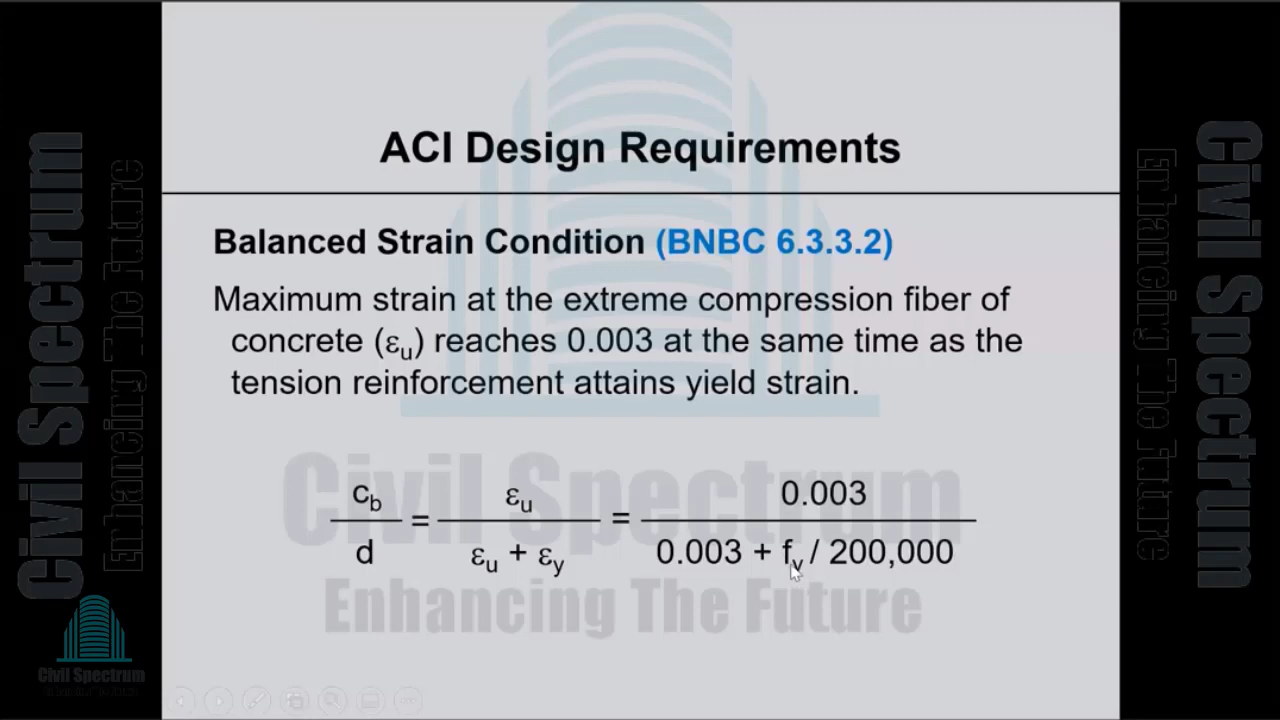 ACI Design Requirements
Balanced Strain Condition (BNBC 6.3.3.2)
Maximum strain at the extreme compression fiber of
concrete (εu) reaches 0.003 at the same time as the
tension reinforcement attains yield strain.
cb / d = εu / εu + εy = 0.003 / 0.003 + fy / 200,000
Civil Spectrum
Enhancing The Future
Civil Spectrum
Enhancing The Future
Civil Spectrum
Enhancing The Future
Civil Spectrum